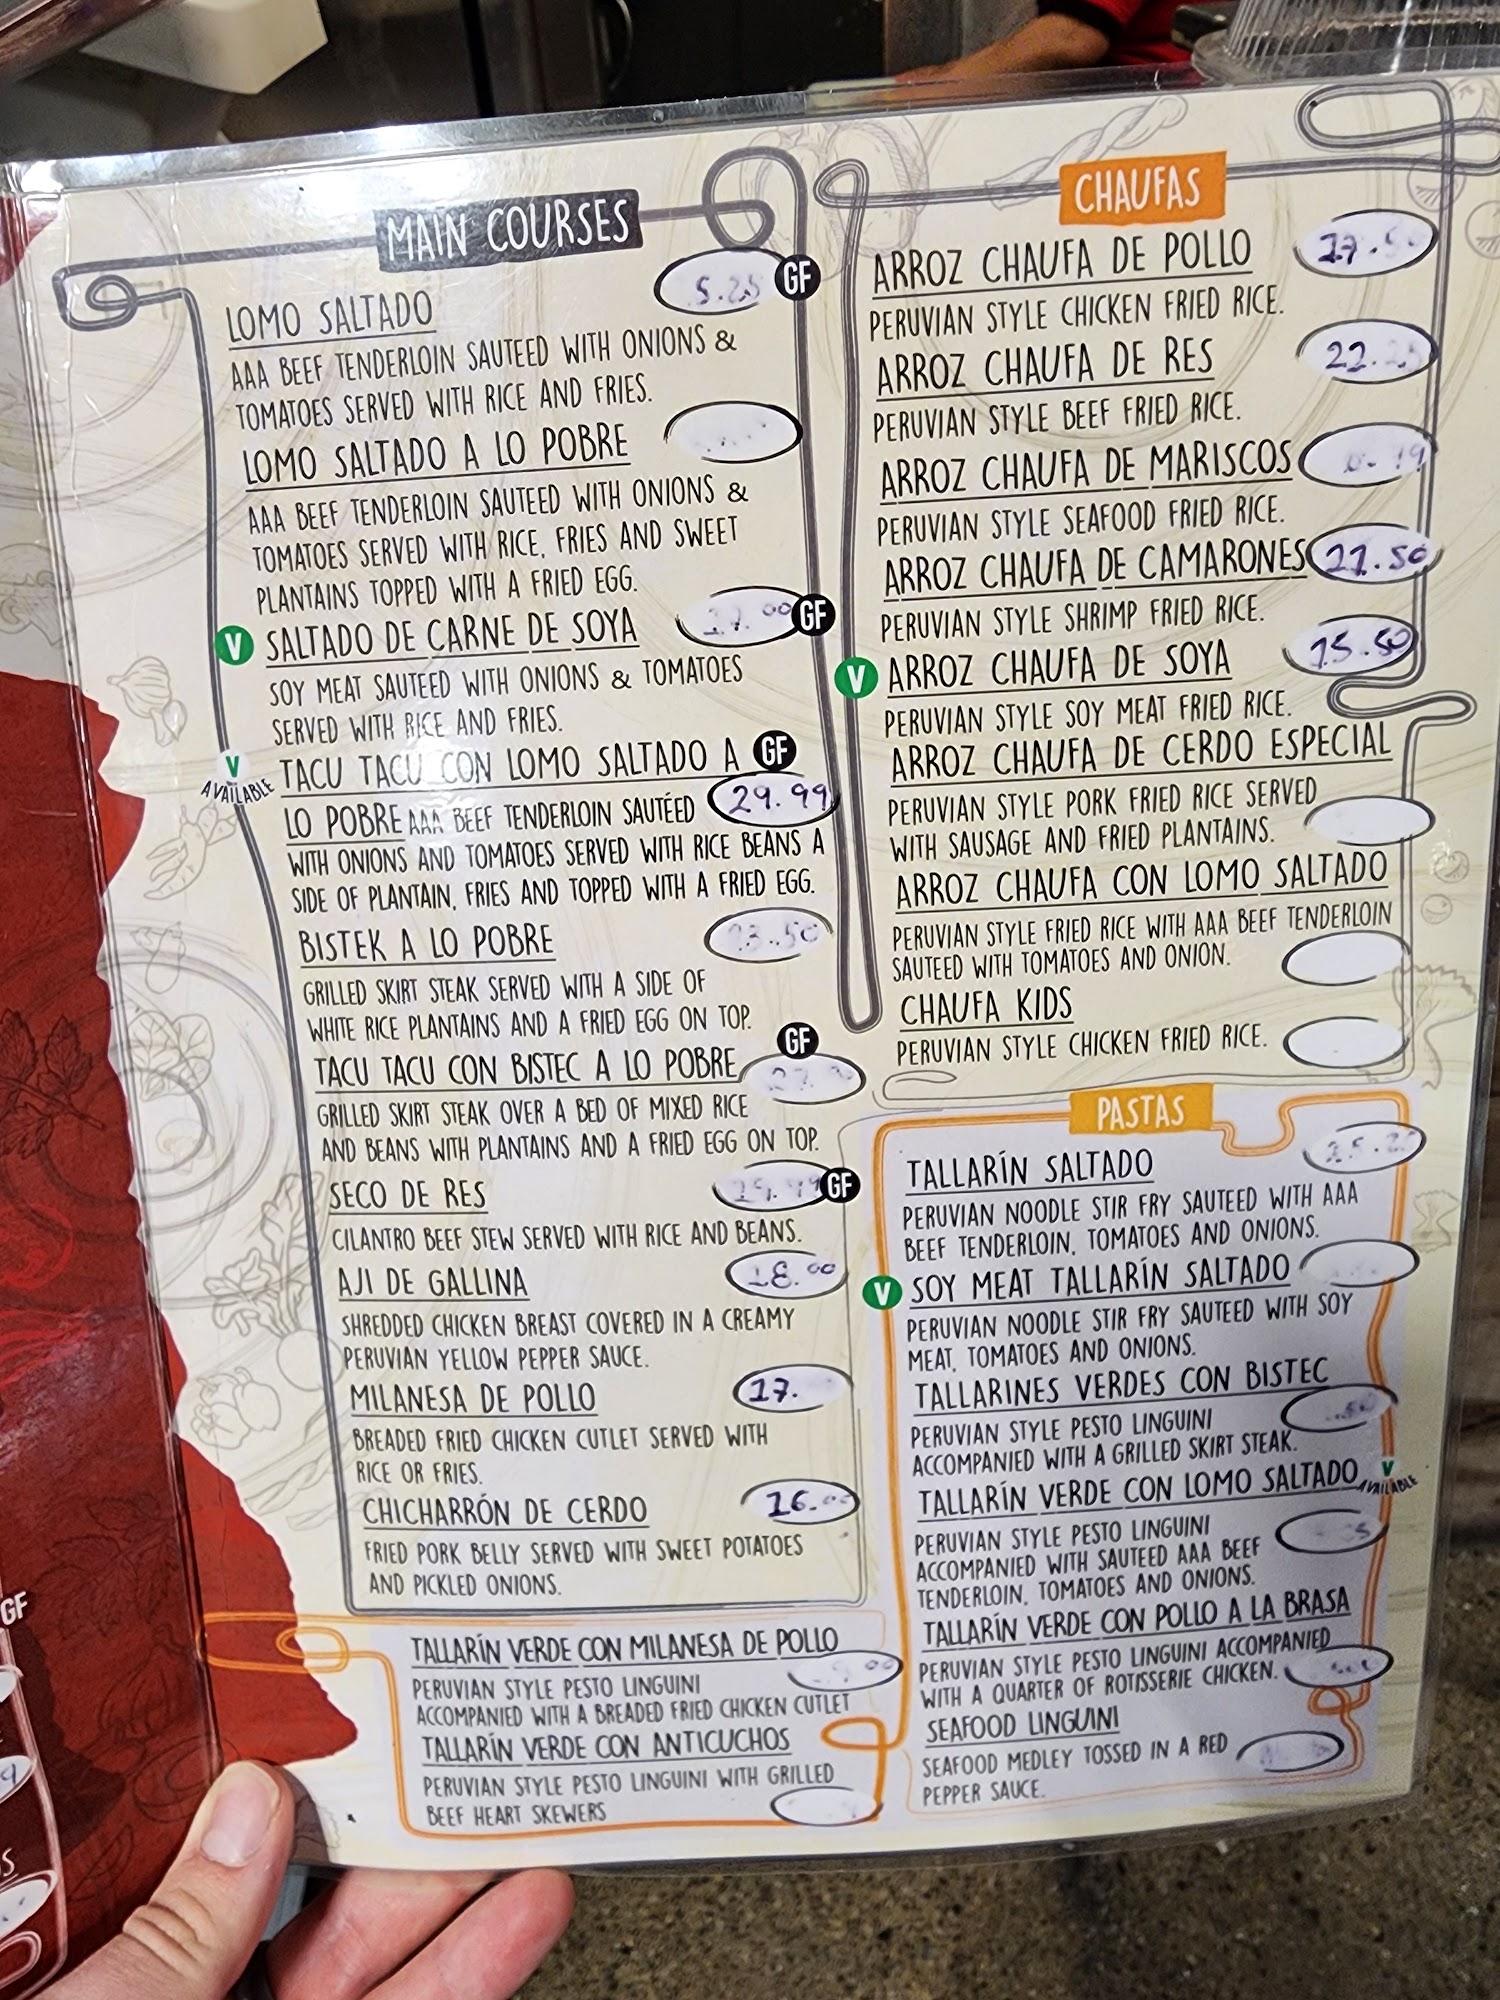 MAIN COURSES
LOMO SALTADO
5.25 GF
AAA BEEF TENDERLOIN SAUTEED WITH ONIONS &
TOMATOES SERVED WITH RICE AND FRIES.
LOMO SALTADO A LO POBRE
AAA BEEF TENDERLOIN SAUTEED WITH ONIONS &
TOMATOES SERVED WITH RICE, FRIES AND SWEET
PLANTAINS TOPPED WITH A FRIED EGG.
V SALTADO DE CARNE DE SOYA GF
SOY MEAT SAUTEED WITH ONIONS & TOMATOES
SERVED WITH RICE AND FRIES.
V AVAILABLE
TACU TACU CON LOMO SALTADO A GF
LO POBRE AAA BEEF TENDERLOIN SAUTÉED 29.99
WITH ONIONS AND TOMATOES SERVED WITH RICE BEANS A
SIDE OF PLANTAIN, FRIES AND TOPPED WITH A FRIED EGG.
BISTEK A LO POBRE
GRILLED SKIRT STEAK SERVED WITH A SIDE OF
WHITE RICE PLANTAINS AND A FRIED EGG ON TOP.
GF
TACU TACU CON BISTEC A LO POBRE
GRILLED SKIRT STEAK OVER A BED OF MIXED RICE
AND BEANS WITH PLANTAINS AND A FRIED EGG ON TOP.
SECO DE RES GF
CILANTRO BEEF STEW SERVED WITH RICE AND BEANS.
AJI DE GALLINA 18.00
SHREDDED CHICKEN BREAST COVERED IN A CREAMY
PERUVIAN YELLOW PEPPER SAUCE.
MILANESA DE POLLO 17.
BREADED FRIED CHICKEN CUTLET SERVED WITH
RICE OR FRIES.
CHICHARRÓN DE CERDO 16.00
FRIED PORK BELLY SERVED WITH SWEET POTATOES
AND PICKLED ONIONS.
TALLARÍN VERDE CON MILANESA DE POLLO
PERUVIAN STYLE PESTO LINGUINI
ACCOMPANIED WITH A BREADED FRIED CHICKEN CUTLET
TALLARÍN VERDE CON ANTICUCHOS
PERUVIAN STYLE PESTO LINGUINI WITH GRILLED
BEEF HEART SKEWERS
CHAUFAS
ARROZ CHAUFA DE POLLO
PERUVIAN STYLE CHICKEN FRIED RICE.
ARROZ CHAUFA DE RES
PERUVIAN STYLE BEEF FRIED RICE.
ARROZ CHAUFA DE MARISCOS
PERUVIAN STYLE SEAFOOD FRIED RICE.
ARROZ CHAUFA DE CAMARONES 21.50
PERUVIAN STYLE SHRIMP FRIED RICE.
V ARROZ CHAUFA DE SOYA 15.50
PERUVIAN STYLE SOY MEAT FRIED RICE.
ARROZ CHAUFA DE CERDO ESPECIAL
PERUVIAN STYLE PORK FRIED RICE SERVED
WITH SAUSAGE AND FRIED PLANTAINS.
ARROZ CHAUFA CON LOMO SALTADO
PERUVIAN STYLE FRIED RICE WITH AAA BEEF TENDERLOIN
SAUTEED WITH TOMATOES AND ONION.
CHAUFA KIDS
PERUVIAN STYLE CHICKEN FRIED RICE.
PASTAS
TALLARÍN SALTADO
PERUVIAN NOODLE STIR FRY SAUTEED WITH AAA
BEEF TENDERLOIN, TOMATOES AND ONIONS.
V SOY MEAT TALLARÍN SALTADO
PERUVIAN NOODLE STIR FRY SAUTEED WITH SOY
MEAT, TOMATOES AND ONIONS.
TALLARINES VERDES CON BISTEC
PERUVIAN STYLE PESTO LINGUINI
ACCOMPANIED WITH A GRILLED SKIRT STEAK.
TALLARÍN VERDE CON LOMO SALTADO V AVAILABLE
PERUVIAN STYLE PESTO LINGUINI
ACCOMPANIED WITH SAUTEED AAA BEEF
TENDERLOIN, TOMATOES AND ONIONS.
TALLARÍN VERDE CON POLLO A LA BRASA
PERUVIAN STYLE PESTO LINGUINI ACCOMPANIED
WITH A QUARTER OF ROTISSERIE CHICKEN.
SEAFOOD LINGUINI
SEAFOOD MEDLEY TOSSED IN A RED
PEPPER SAUCE.
GF